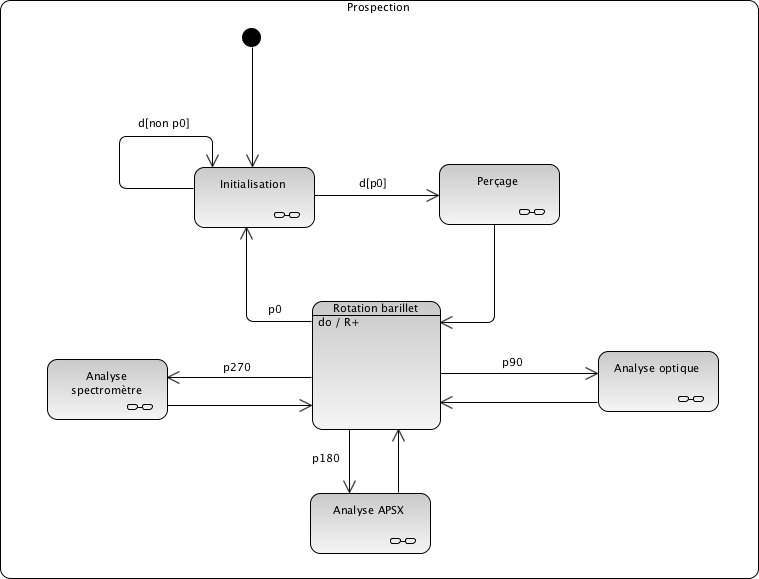 Prospection
d[non p0]
Initialisation
d[p0]
Perçage
p0
Rotation barillet
do / R+
Analyse
spectromètre
p270
p90
Analyse optique
p180
Analyse APSX